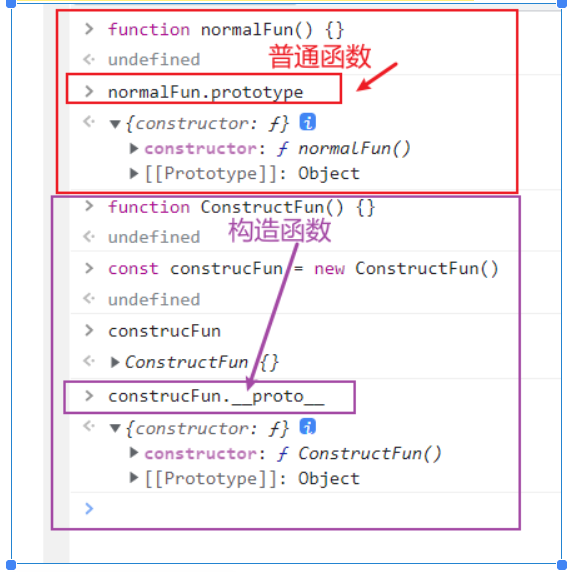 > function normalFun() {}
<· undefined
普通函数
> normalFun.prototype
<· ▼{constructor: ƒ} i
▶constructor: ƒ normalFun()
▶[[Prototype]]: Object
> function ConstructFun() {}
<· undefined
构造函数
> const construcFun = new ConstructFun()
<· undefined
> construcFun
<· ▶ConstructFun {}
> construcFun.__proto__
<· ▼{constructor: ƒ} i
▶constructor: ƒ ConstructFun()
▶[[Prototype]]: Object
>